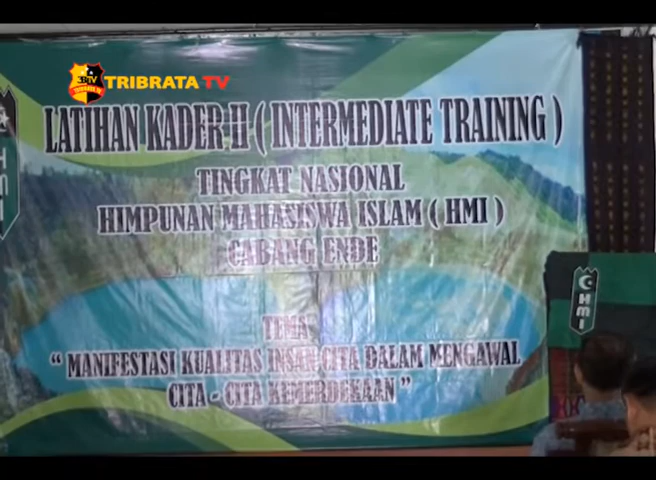 TRIBRATA TV
LATIHAN KADER II ( INTERMEDIATE TRAINING )
TINGKAT NASIONAL
HIMPUNAN MAHASISWA ISLAM ( HMI )
CABANG ENDE
TEMA
“ MANIFESTASI KUALITAS INSAN CITA DALAM MENGAWAL
CITA - CITA KEMERDEKAAN ”
HMI
HMI